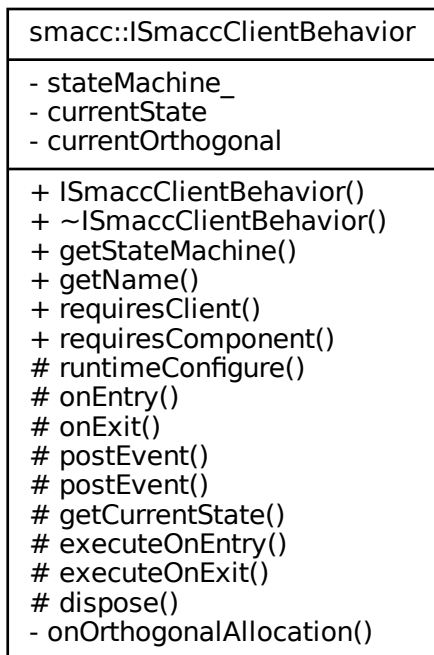 smacc::ISmaccClientBehavior
- stateMachine_
- currentState
- currentOrthogonal
+ ISmaccClientBehavior()
+ ~ISmaccClientBehavior()
+ getStateMachine()
+ getName()
+ requiresClient()
+ requiresComponent()
# runtimeConfigure()
# onEntry()
# onExit()
# postEvent()
# postEvent()
# getCurrentState()
# executeOnEntry()
# executeOnExit()
# dispose()
- onOrthogonalAllocation()